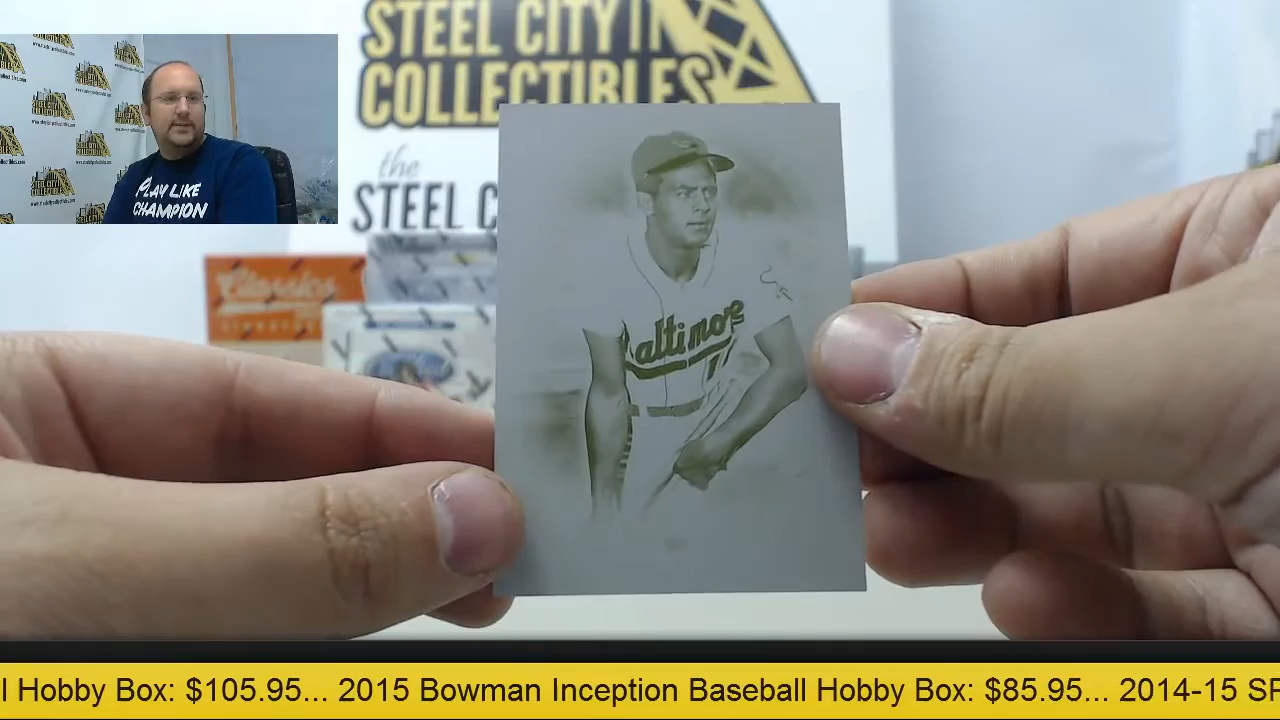 STEEL CITY
COLLECTIBLES
the
STEEL C
PLAY LIKE
CHAMPION
Classics
Baltimore
l Hobby Box: $105.95... 2015 Bowman Inception Baseball Hobby Box: $85.95... 2014-15 SP